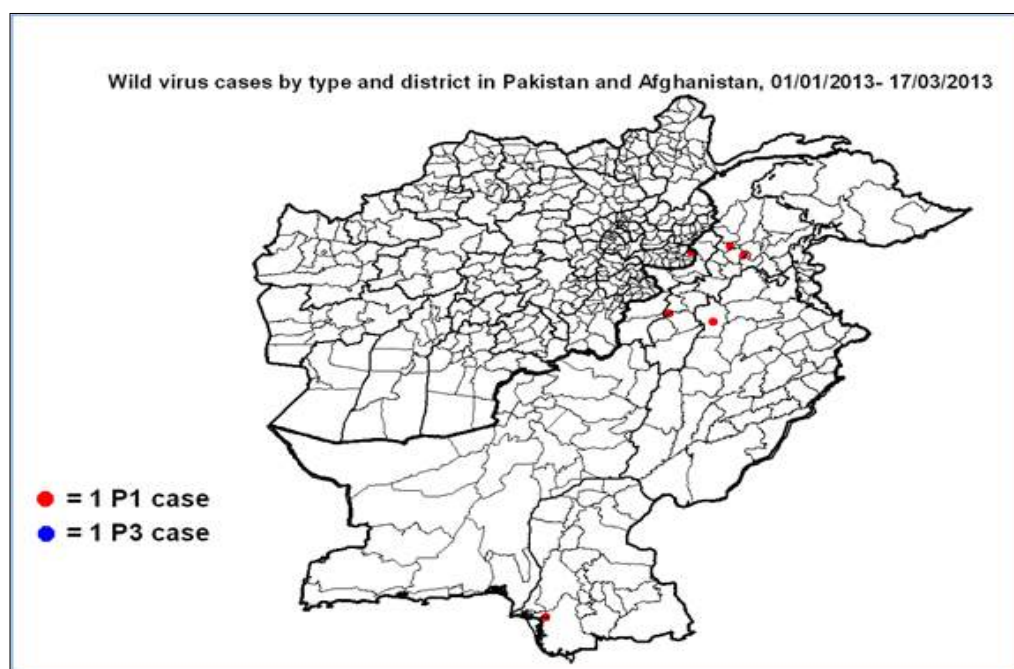 Wild virus cases by type and district in Pakistan and Afghanistan, 01/01/2013- 17/03/2013
= 1 P1 case
= 1 P3 case